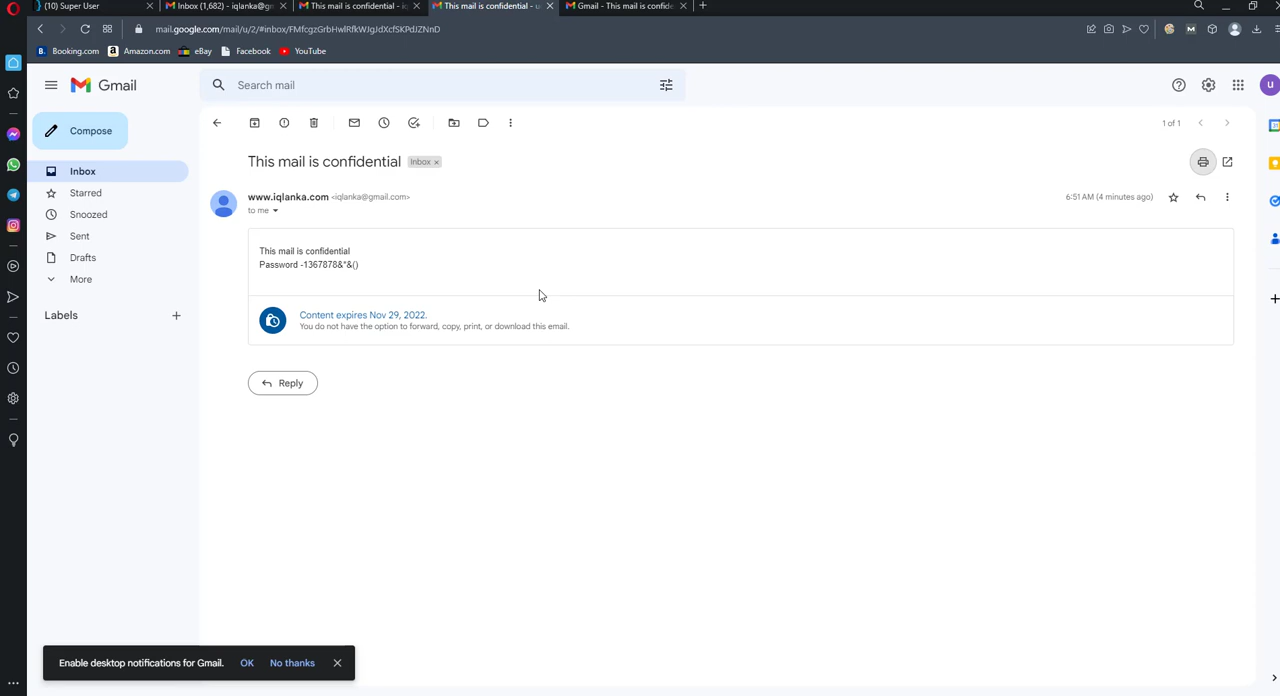 (10) Super User
Inbox (1,682) - iqlanka@gn
This mail is confidential - iq
This mail is confidential - u
Gmail - This mail is confide
mail.google.com/mail/u/2/#inbox/FMfcgzGrbHwlRfkWJgJdXcfSKPdJZNnD
B. Booking.com
a Amazon.com
eBay
Facebook
YouTube
Gmail
Search mail
Compose
1 of 1
Inbox
This mail is confidential Inbox ×
Starred
www.iqlanka.com <iqlanka@gmail.com>
6:51 AM (4 minutes ago)
to me
Snoozed
Sent
Drafts
More
This mail is confidential
Password -1367878&*&()
Labels
Content expires Nov 29, 2022.
You do not have the option to forward, copy, print, or download this email.
Reply
Enable desktop notifications for Gmail. OK No thanks
u
M